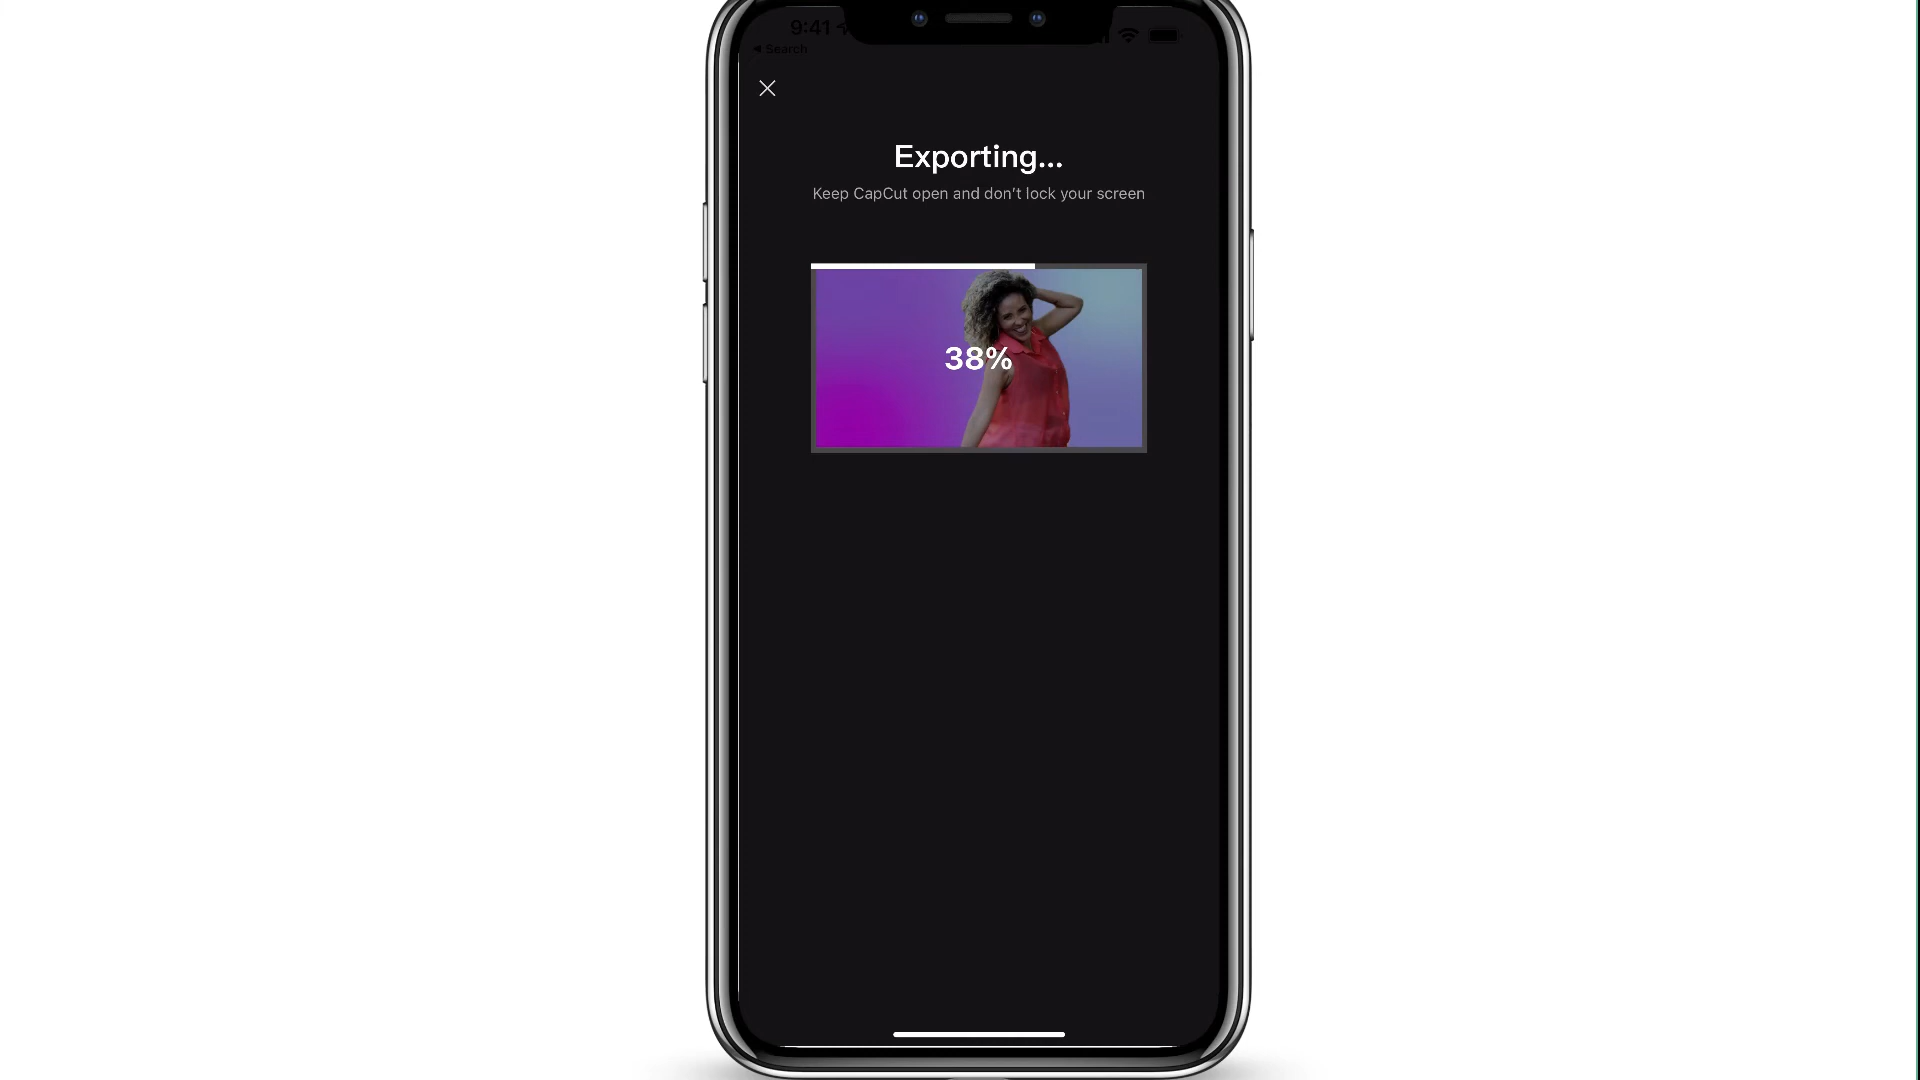 9:41
◀ Search
Exporting...
Keep CapCut open and don't lock your screen
38%